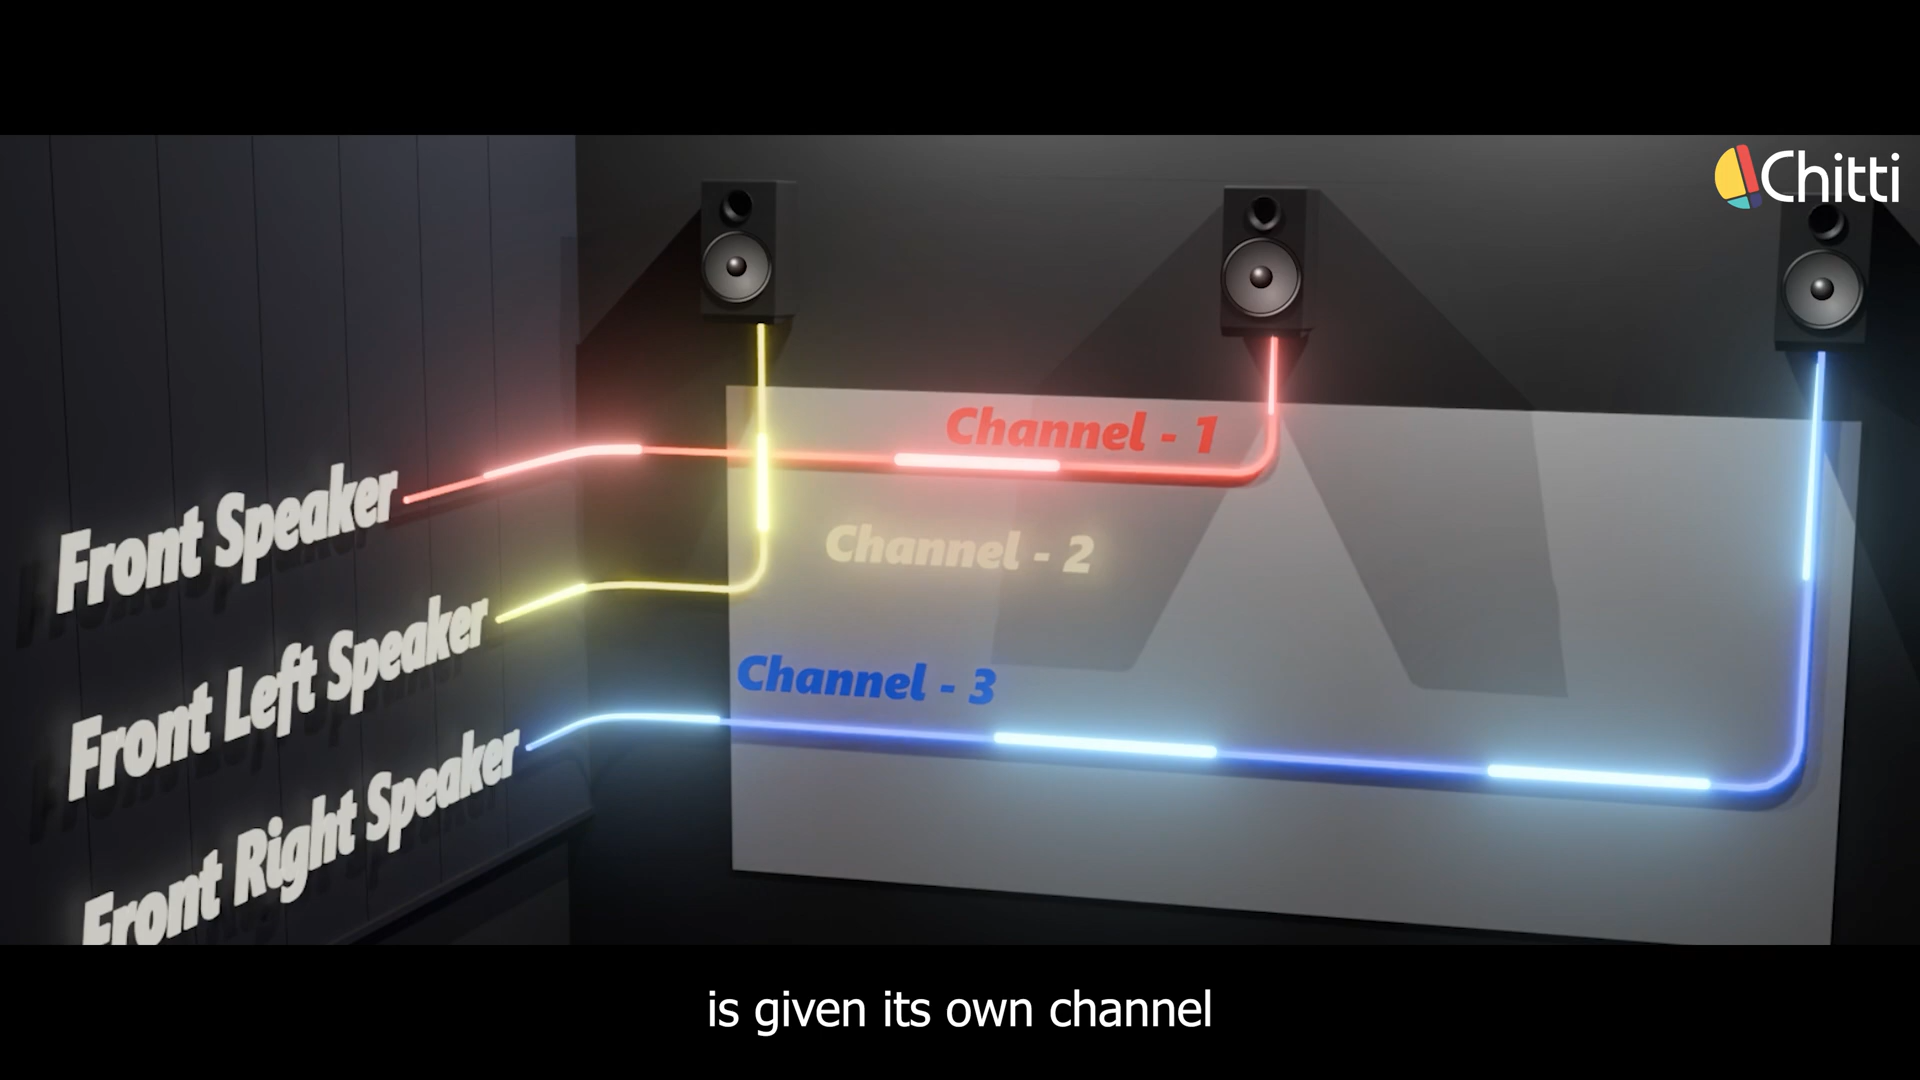 Chitti
Channel - 1
Front Speaker
Channel - 2
Front Left Speaker
Channel - 3
Front Right Speaker
is given its own channel